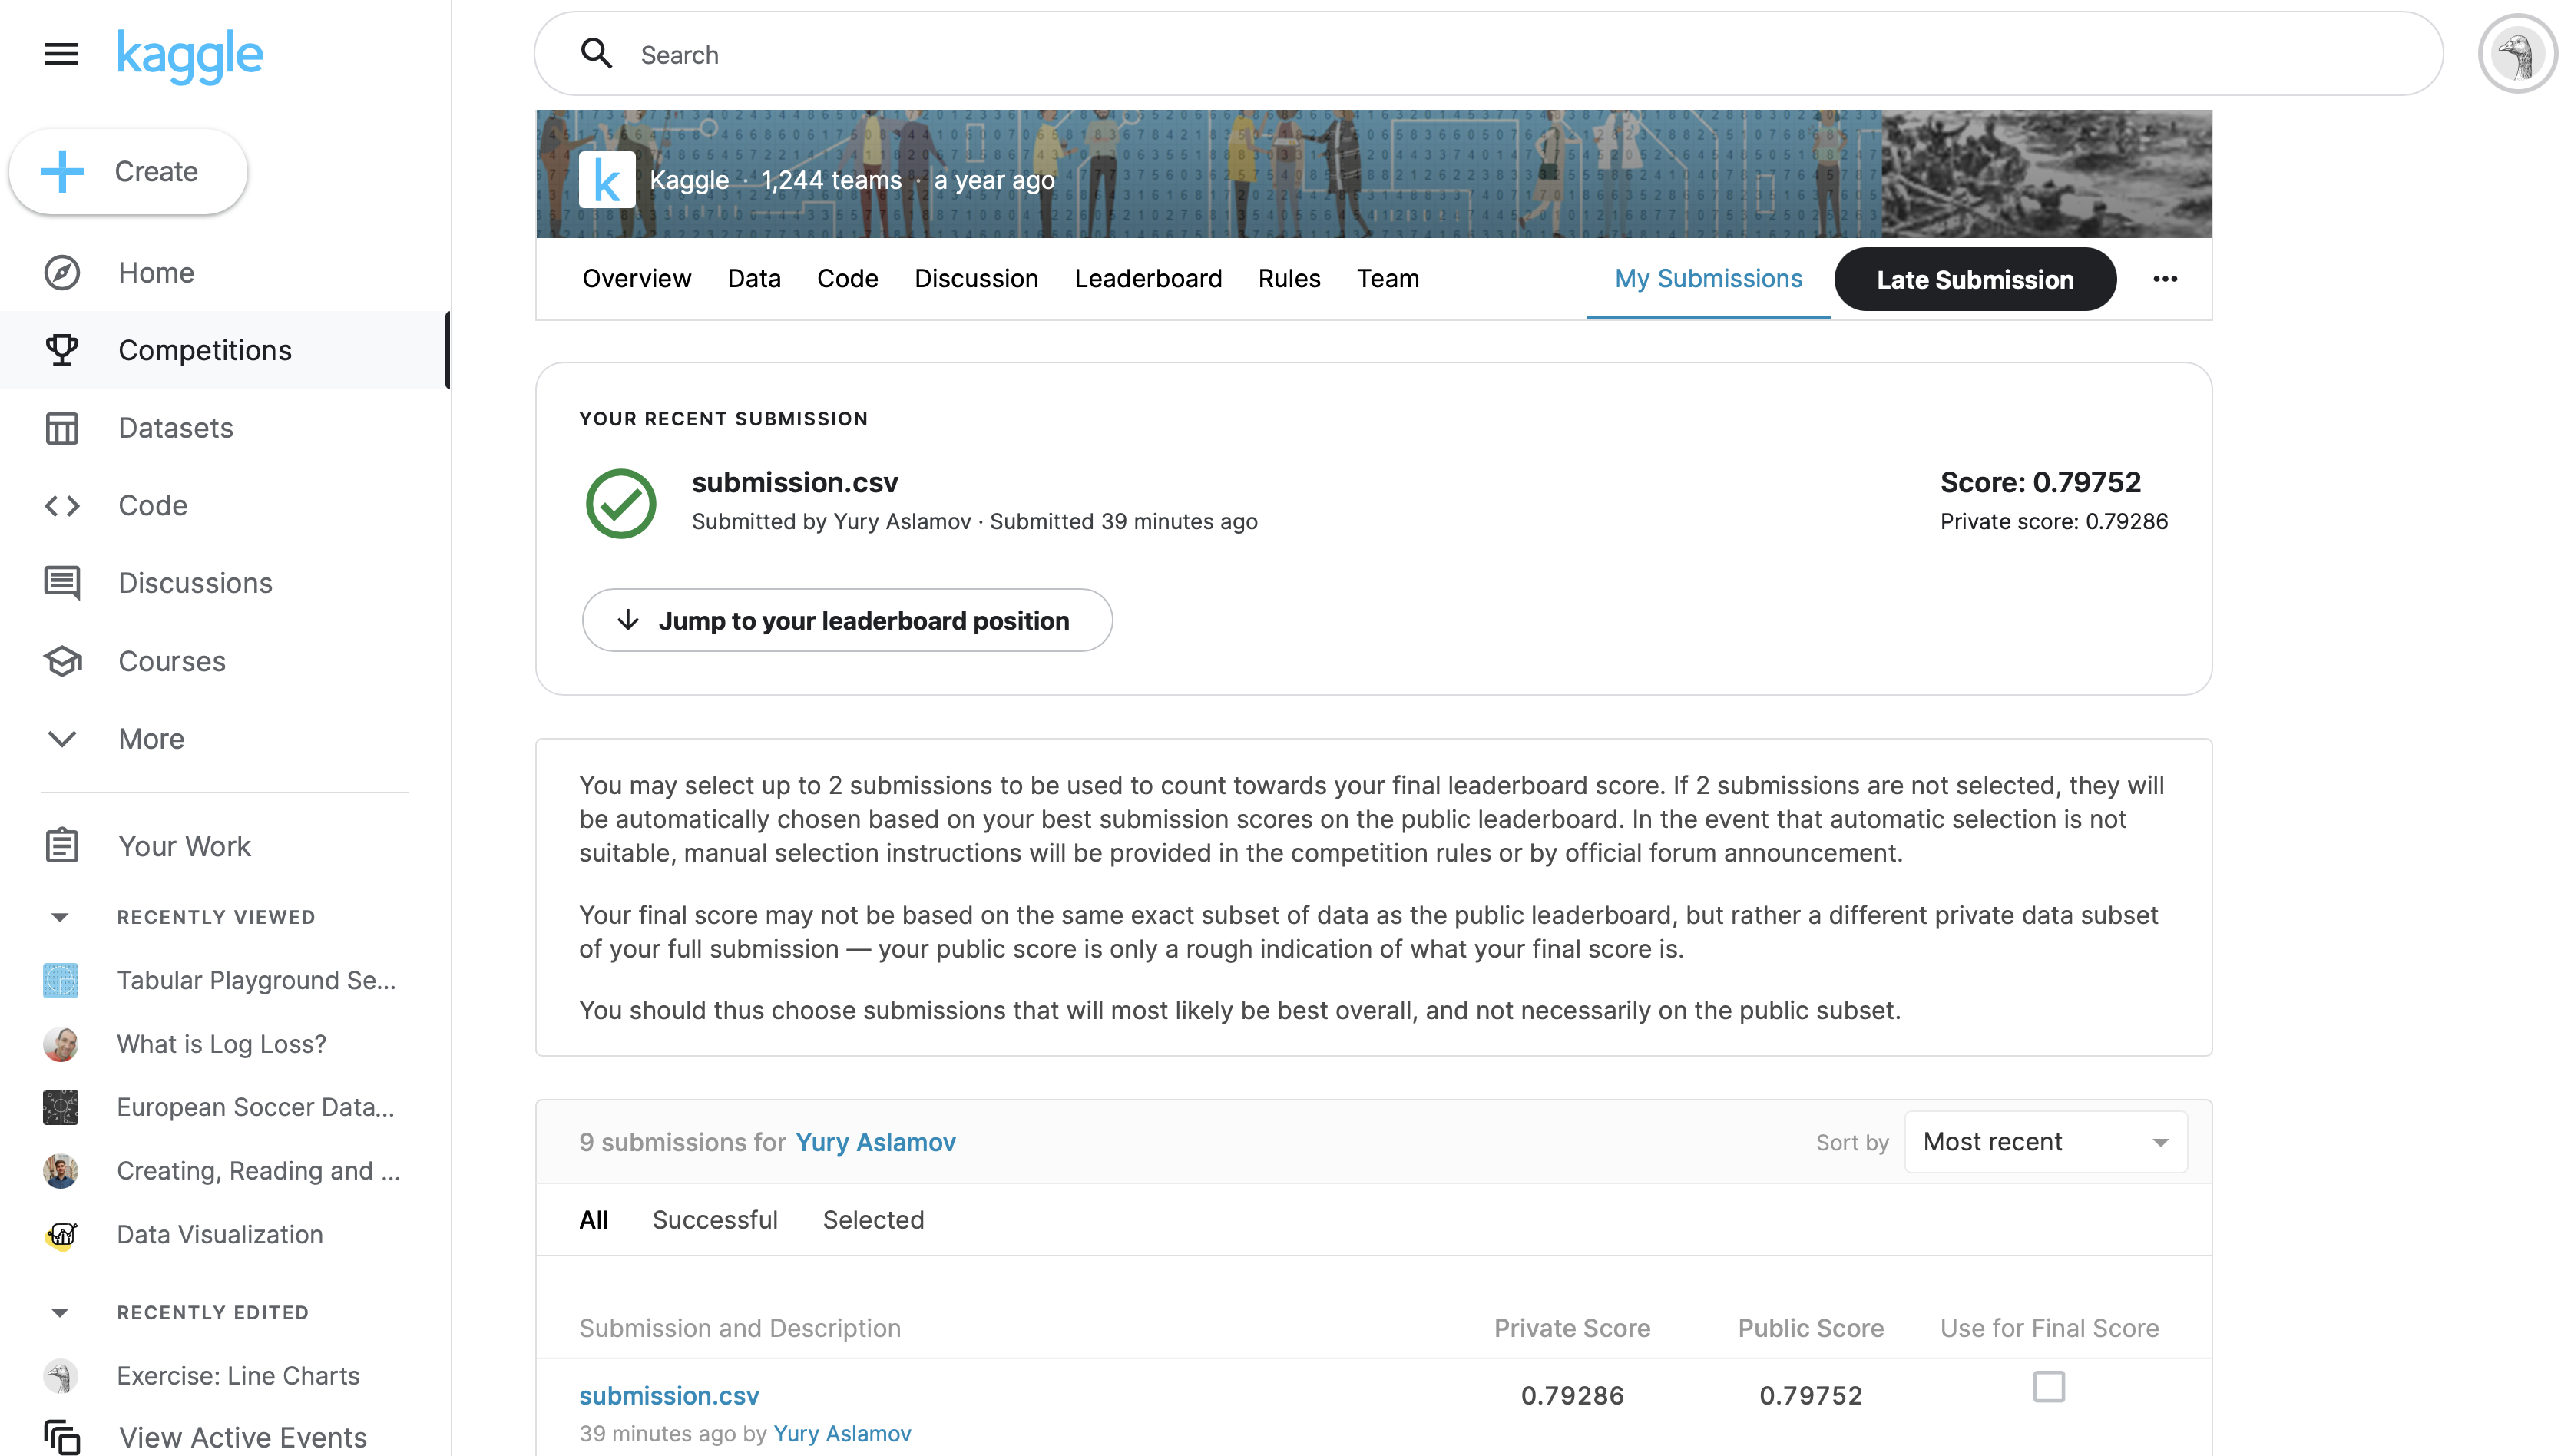 kaggle
Search
Create
Home
Competitions
Datasets
Code
Discussions
Courses
More
Your Work
RECENTLY VIEWED
Tabular Playground Se...
What is Log Loss?
European Soccer Data...
Creating, Reading and ...
Data Visualization
RECENTLY EDITED
Exercise: Line Charts
View Active Events
k Kaggle · 1,244 teams · a year ago
Overview Data Code Discussion Leaderboard Rules Team My Submissions Late Submission
YOUR RECENT SUBMISSION
submission.csv Score: 0.79752
Submitted by Yury Aslamov · Submitted 39 minutes ago Private score: 0.79286
Jump to your leaderboard position
You may select up to 2 submissions to be used to count towards your final leaderboard score. If 2 submissions are not selected, they will
be automatically chosen based on your best submission scores on the public leaderboard. In the event that automatic selection is not
suitable, manual selection instructions will be provided in the competition rules or by official forum announcement.
Your final score may not be based on the same exact subset of data as the public leaderboard, but rather a different private data subset
of your full submission — your public score is only a rough indication of what your final score is.
You should thus choose submissions that will most likely be best overall, and not necessarily on the public subset.
9 submissions for Yury Aslamov Sort by Most recent
All Successful Selected
Submission and Description Private Score Public Score Use for Final Score
submission.csv 0.79286 0.79752
39 minutes ago by Yury Aslamov